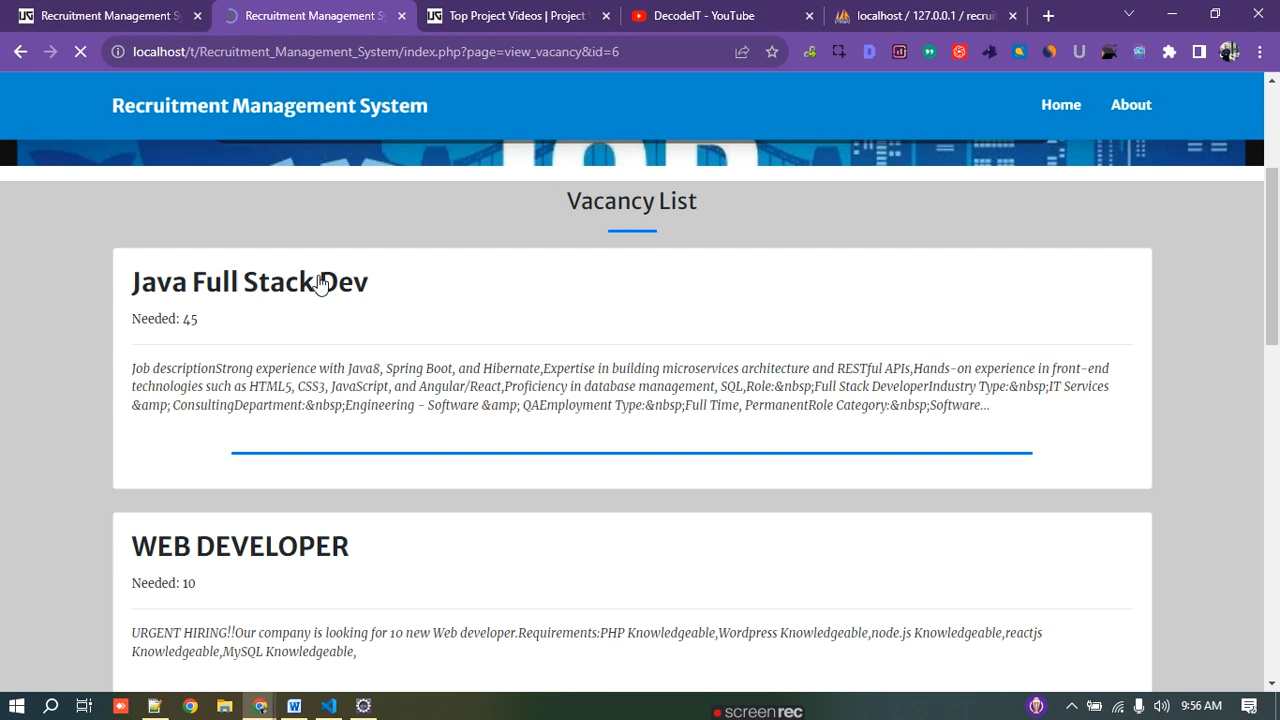 Recruitment Management S
Recruitment Management S
Top Project Videos | Project
DecodeIT - YouTube
localhost / 127.0.0.1 / recruit
localhost/t/Recruitment_Management_System/index.php?page=view_vacancy&id=6
Recruitment Management System
Home
About
JOB
Vacancy List
Java Full Stack Dev
Needed: 45
Job descriptionStrong experience with Java8, Spring Boot, and Hibernate,Expertise in building microservices architecture and RESTful APIs,Hands-on experience in front-end
technologies such as HTML5, CSS3, JavaScript, and Angular/React,Proficiency in database management, SQL,Role:&nbsp;Full Stack DeveloperIndustry Type:&nbsp;IT Services
&amp; ConsultingDepartment:&nbsp;Engineering - Software &amp; QAEmployment Type:&nbsp;Full Time, PermanentRole Category:&nbsp;Software...
WEB DEVELOPER
Needed: 10
URGENT HIRING!!Our company is looking for 10 new Web developer.Requirements:PHP Knowledgeable,Wordpress Knowledgeable,node.js Knowledgeable,reactjs
Knowledgeable,MySQL Knowledgeable,
screenrec
9:56 AM